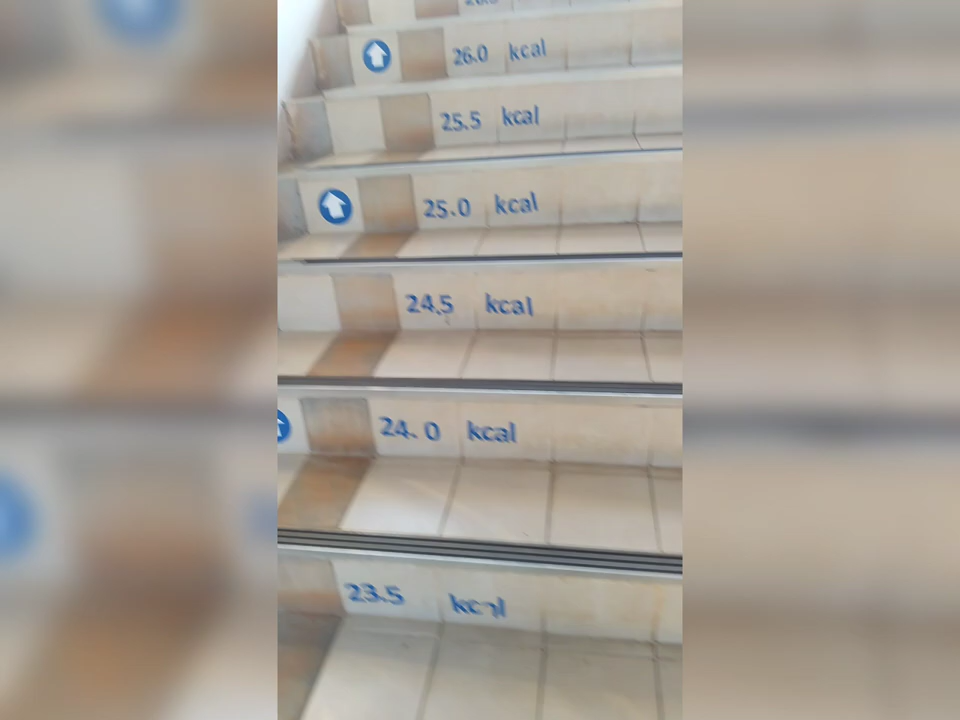 26.0 kcal
25.5 kcal
25.0 kcal
24.5 kcal
24.0 kcal
23.5 kcal